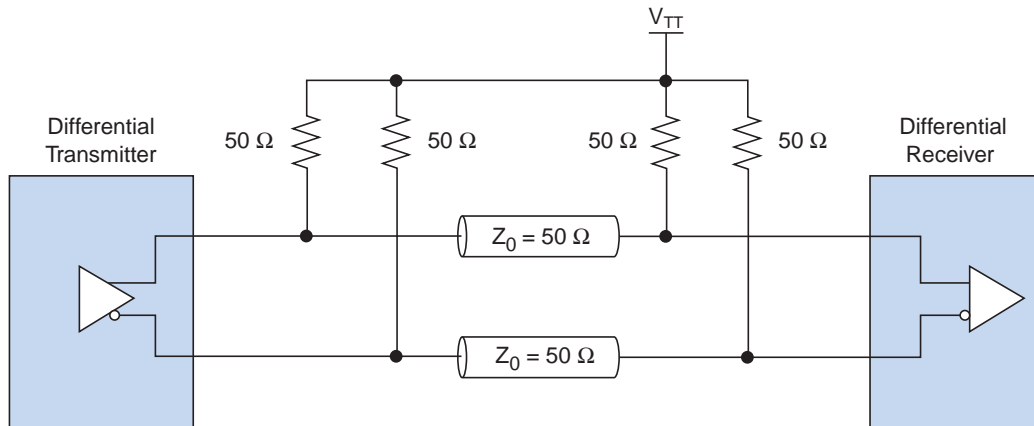 V_TT
Differential
Transmitter
50 Ω
50 Ω
50 Ω
50 Ω
Differential
Receiver
Z_0 = 50 Ω
Z_0 = 50 Ω